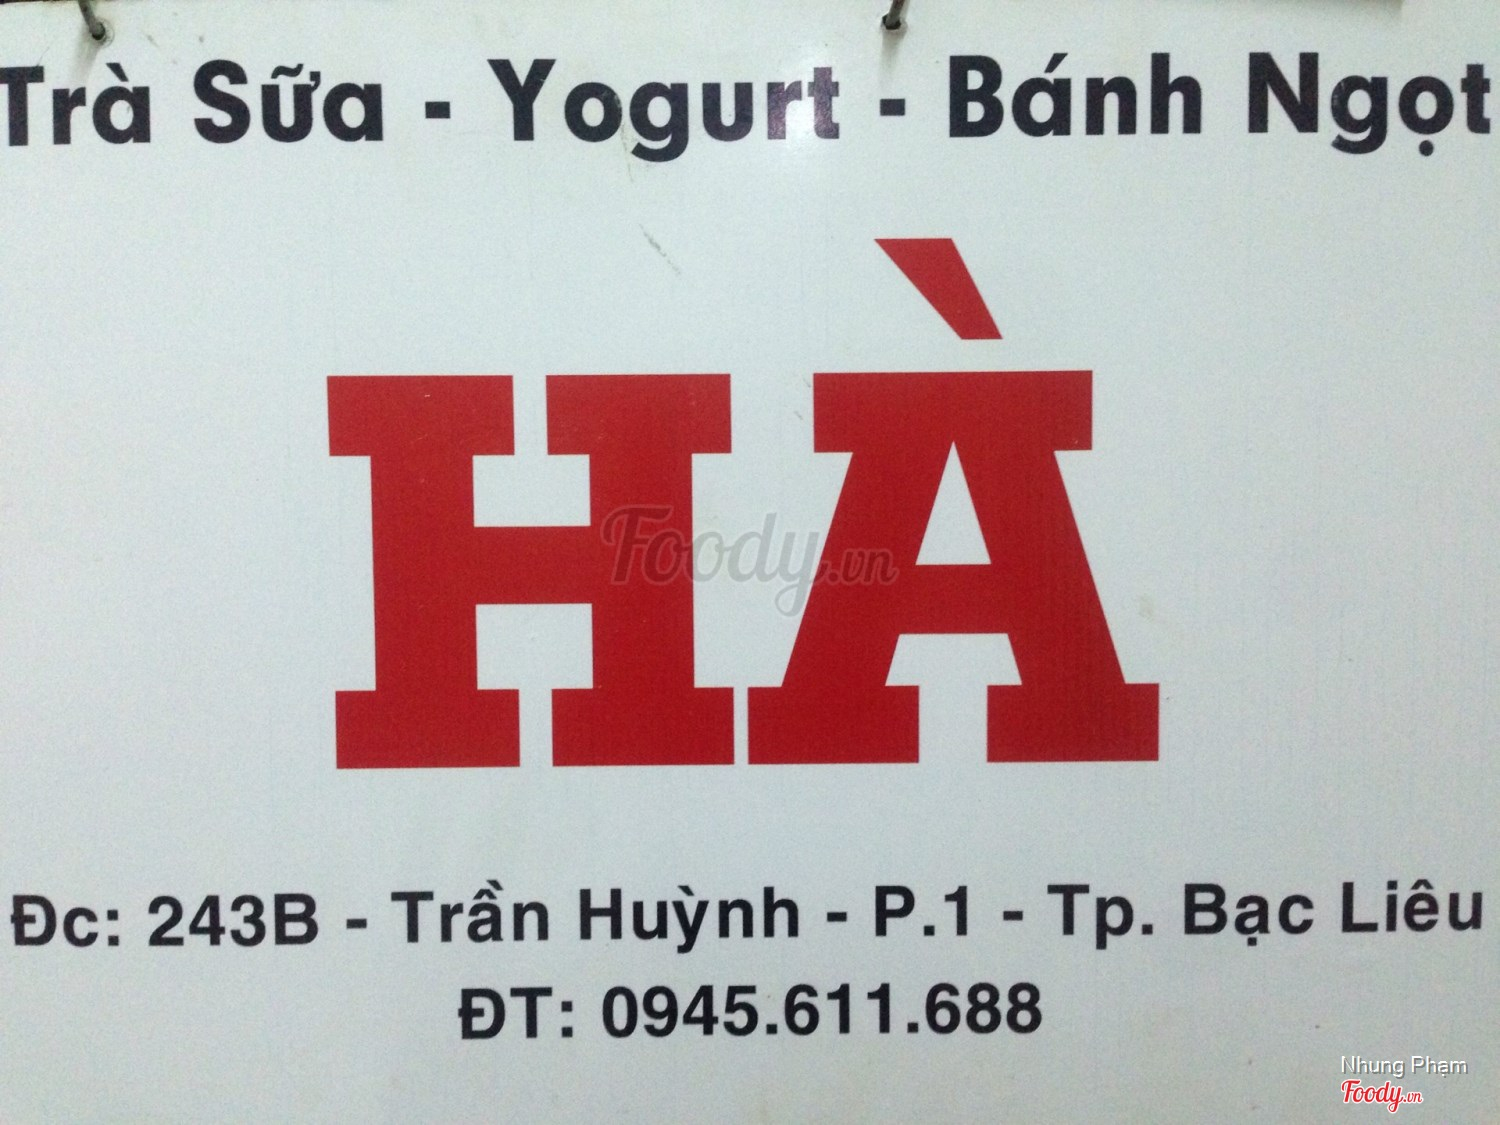 Trà Sữa - Yogurt - Bánh Ngọt
HÀ
Foody.vn
Đc: 243B - Trần Huỳnh - P.1 - Tp. Bạc Liêu
ĐT: 0945.611.688
Nhung Phạm
Foody.vn